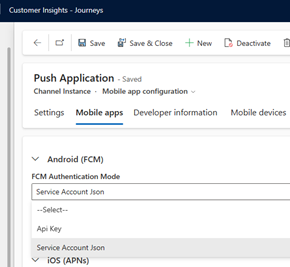 Customer Insights - Journeys
Save Save & Close New Deactivate
Push Application - Saved
Channel Instance · Mobile app configuration
Settings Mobile apps Developer information Mobile devices
Android (FCM)
FCM Authentication Mode
Service Account Json
--Select--
Api Key
Service Account Json
iOS (APNs)